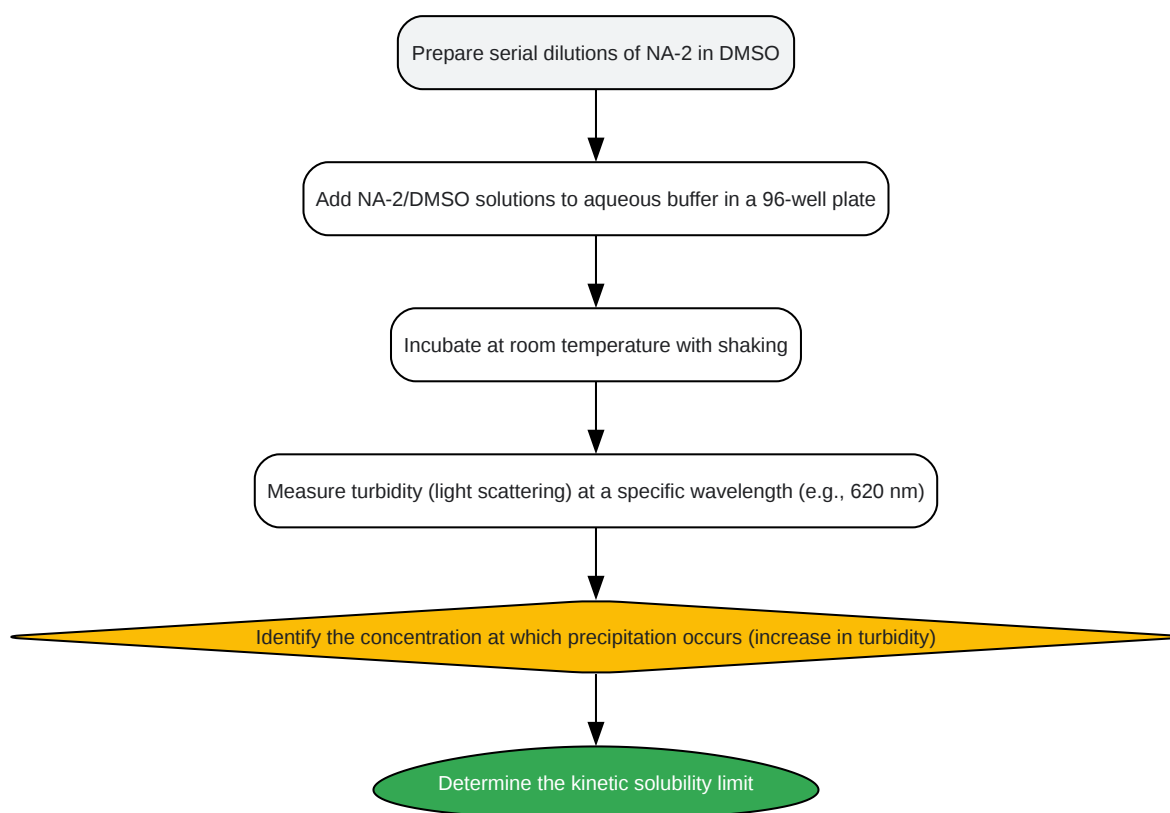 Prepare serial dilutions of NA-2 in DMSO
Add NA-2/DMSO solutions to aqueous buffer in a 96-well plate
Incubate at room temperature with shaking
Measure turbidity (light scattering) at a specific wavelength (e.g., 620 nm)
Identify the concentration at which precipitation occurs (increase in turbidity)
Determine the kinetic solubility limit